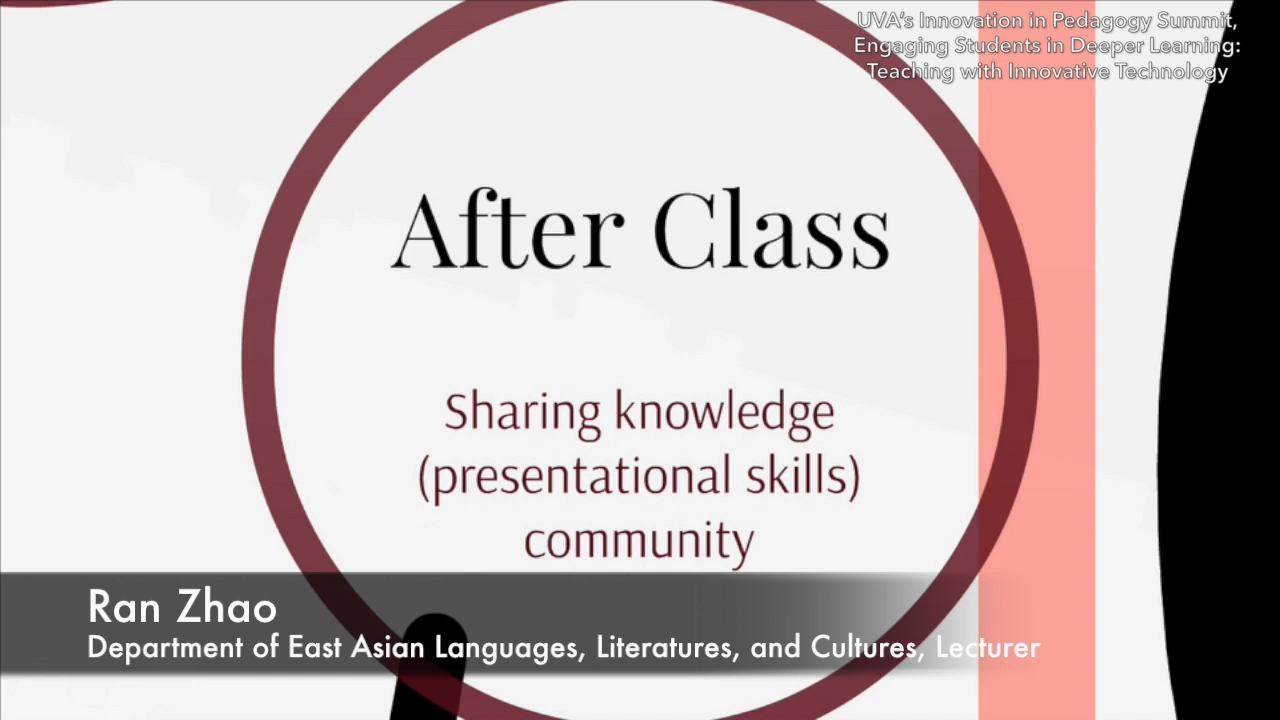 UVA's Innovation in Pedagogy Summit,
Engaging Students in Deeper Learning:
Teaching with Innovative Technology
After Class
Sharing knowledge
(presentational skills)
community
Ran Zhao
Department of East Asian Languages, Literatures, and Cultures, Lecturer